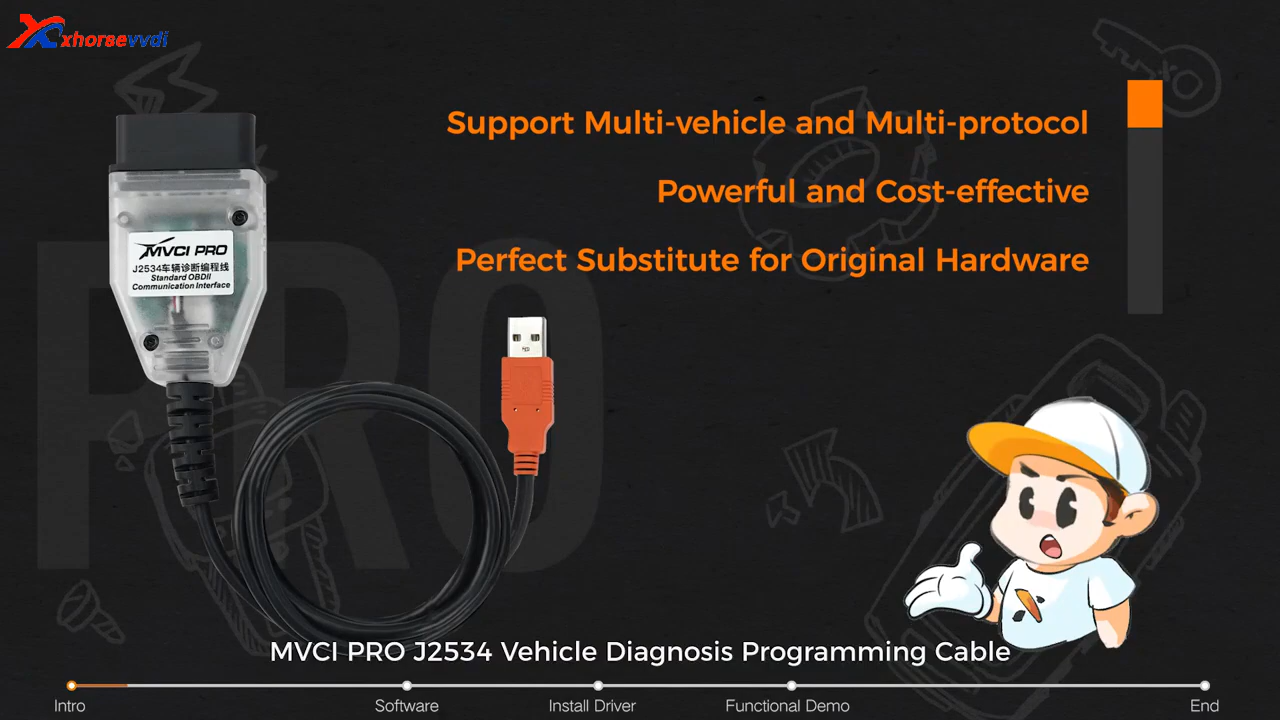 xhorsevvdi
Support Multi-vehicle and Multi-protocol
Powerful and Cost-effective
Perfect Substitute for Original Hardware
MVCI PRO
J2534车辆诊断编程线
Standard OBDII
Communication Interface
PRO
MVCI PRO J2534 Vehicle Diagnosis Programming Cable
Intro
Software
Install Driver
Functional Demo
End